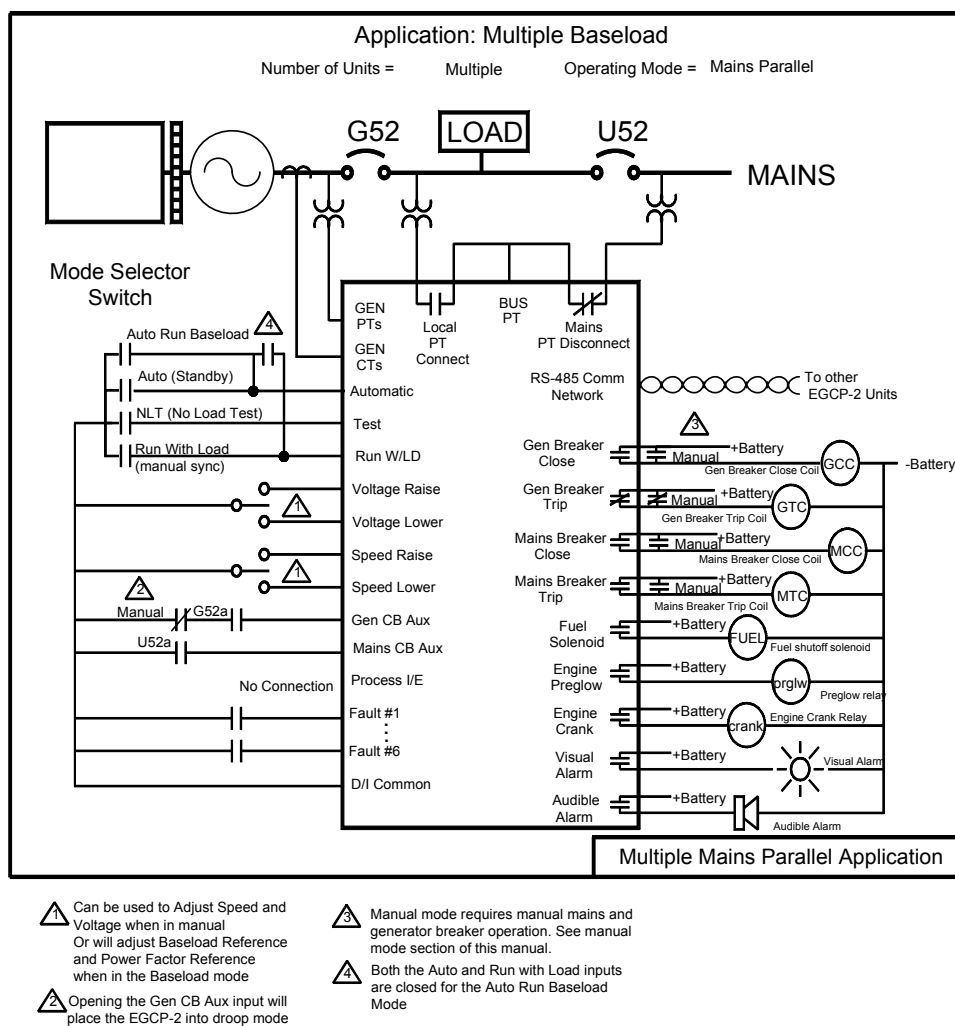 Application: Multiple Baseload
Number of Units = Multiple Operating Mode = Mains Parallel
G52
LOAD
U52
MAINS
Mode Selector
Switch
Auto Run Baseload
4
Auto (Standby)
NLT (No Load Test)
Run With Load
(manual sync)
1
1
2
Manual
G52a
U52a
No Connection
GEN
PTs
GEN
CTs
Local
PT
Connect
BUS
PT
Mains
PT Disconnect
Automatic
Test
Run W/LD
Voltage Raise
Voltage Lower
Speed Raise
Speed Lower
Gen CB Aux
Mains CB Aux
Process I/E
Fault #1
Fault #6
D/I Common
RS-485 Comm
Network
To other
EGCP-2 Units
3
Gen Breaker
Close
Manual
+Battery
Gen Breaker Close Coil
GCC
-Battery
Gen Breaker
Trip
Manual
+Battery
Gen Breaker Trip Coil
GTC
Mains Breaker
Close
Manual
+Battery
Mains Breaker Close Coil
MCC
Mains Breaker
Trip
Manual
+Battery
Mains Breaker Trip Coil
MTC
Fuel
Solenoid
+Battery
FUEL
Fuel shutoff solenoid
Engine
Preglow
+Battery
prglw
Preglow relay
Engine
Crank
+Battery
crank
Engine Crank Relay
Visual
Alarm
+Battery
Visual Alarm
Audible
Alarm
+Battery
Audible Alarm
Multiple Mains Parallel Application
1 Can be used to Adjust Speed and
Voltage when in manual
Or will adjust Baseload Reference
and Power Factor Reference
when in the Baseload mode
2 Opening the Gen CB Aux input will
place the EGCP-2 into droop mode
3 Manual mode requires manual mains and
generator breaker operation. See manual
mode section of this manual.
4 Both the Auto and Run with Load inputs
are closed for the Auto Run Baseload
Mode